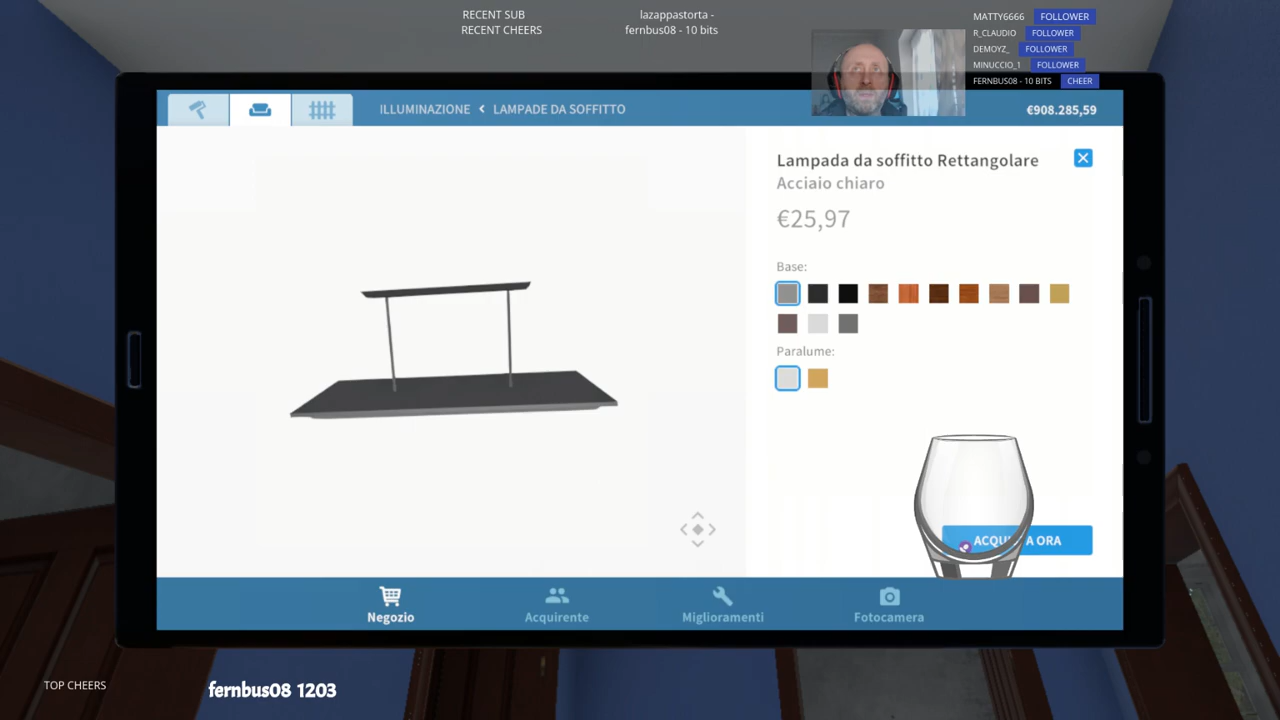 RECENT SUB
lazappastorta -
RECENT CHEERS
fernbus08 - 10 bits
MATTY6666 FOLLOWER
R_CLAUDIO FOLLOWER
DEMOYZ_ FOLLOWER
MINUCCIO_1 FOLLOWER
FERNBUS08 - 10 BITS CHEER
ILLUMINAZIONE < LAMPADE DA SOFFITTO
€908.285,59
Lampada da soffitto Rettangolare
Acciaio chiaro
€25,97
Base:
Paralume:
ORA
Negozio
Acquirente
Miglioramenti
Fotocamera
TOP CHEERS
fernbus08 1203